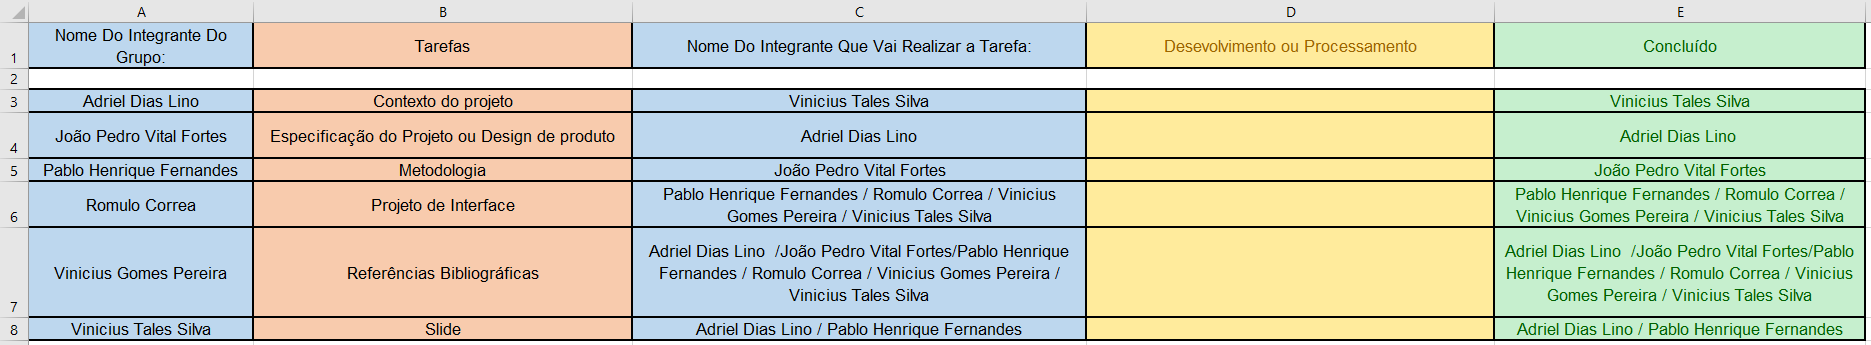 A B C D E
1 Nome Do Integrante Do
Grupo: Tarefas Nome Do Integrante Que Vai Realizar a Tarefa: Desevolvimento ou Processamento Concluído
2
3 Adriel Dias Lino Contexto do projeto Vinicius Tales Silva Vinicius Tales Silva
4 João Pedro Vital Fortes Especificação do Projeto ou Design de produto Adriel Dias Lino Adriel Dias Lino
5 Pablo Henrique Fernandes Metodologia João Pedro Vital Fortes João Pedro Vital Fortes
6 Romulo Correa Projeto de Interface Pablo Henrique Fernandes / Romulo Correa / Vinicius
Gomes Pereira / Vinicius Tales Silva
Pablo Henrique Fernandes / Romulo Correa /
Vinicius Gomes Pereira / Vinicius Tales Silva
7 Vinicius Gomes Pereira Referências Bibliográficas Adriel Dias Lino  /João Pedro Vital Fortes/Pablo Henrique
Fernandes / Romulo Correa / Vinicius Gomes Pereira /
Vinicius Tales Silva
Adriel Dias Lino  /João Pedro Vital Fortes/Pablo
Henrique Fernandes / Romulo Correa / Vinicius
Gomes Pereira / Vinicius Tales Silva
8 Vinicius Tales Silva Slide Adriel Dias Lino / Pablo Henrique Fernandes Adriel Dias Lino / Pablo Henrique Fernandes